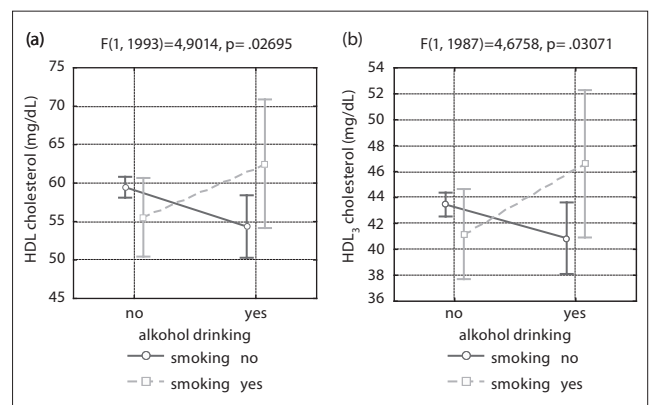 (a)
F(1, 1993)=4,9014, p= .02695
HDL cholesterol (mg/dL)
75
70
65
60
55
50
45
no
yes
alkohol drinking
smoking no
smoking yes
(b)
F(1, 1987)=4,6758, p= .03071
HDL₃ cholesterol (mg/dL)
54
52
50
48
46
44
42
40
38
36
no
yes
alkohol drinking
smoking no
smoking yes